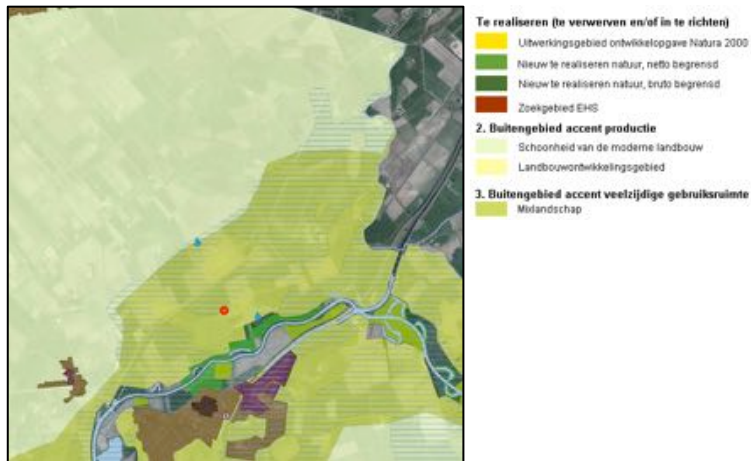 Te realiseren (te verwerven en/of in te richten)
Uitwerkingsgebied ontwikkelopgave Natura 2000
Nieuw te realiseren natuur, netto begrensd
Nieuw te realiseren natuur, bruto begrensd
Zoekgebied EHS
2. Buitengebied accent productie
Schoonheid van de moderne landbouw
Landbouwontwikkelingsgebied
3. Buitengebied accent veelzijdige gebruiksruimte
Mixlandschap